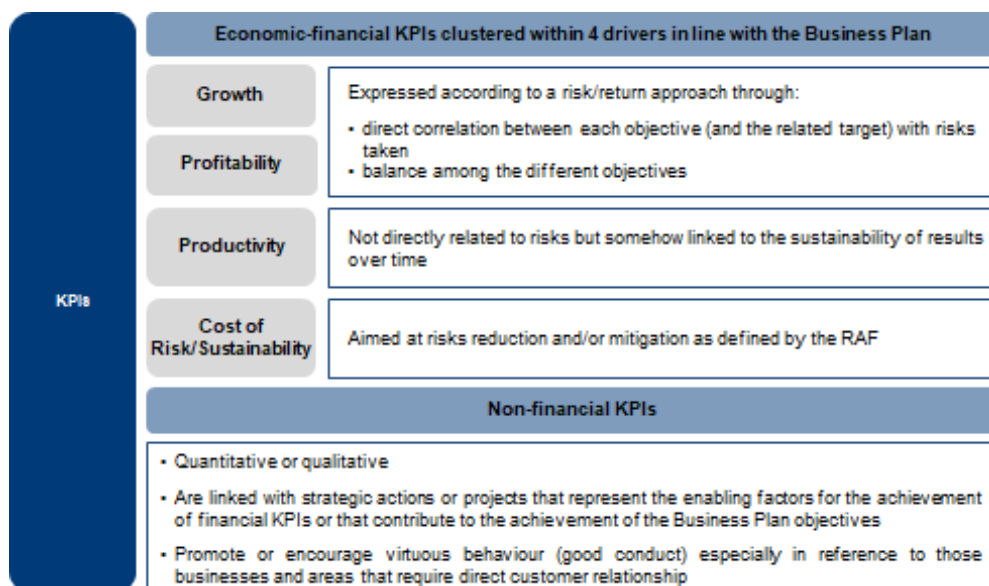 KPIs
Economic-financial KPIs clustered within 4 drivers in line with the Business Plan
Growth
Profitability
Expressed according to a risk/return approach through:
• direct correlation between each objective (and the related target) with risks
taken
• balance among the different objectives
Productivity
Not directly related to risks but somehow linked to the sustainability of results
over time
Cost of
Risk/Sustainability
Aimed at risks reduction and/or mitigation as defined by the RAF
Non-financial KPIs
• Quantitative or qualitative
• Are linked with strategic actions or projects that represent the enabling factors for the achievement
of financial KPIs or that contribute to the achievement of the Business Plan objectives
• Promote or encourage virtuous behaviour (good conduct) especially in reference to those
businesses and areas that require direct customer relationship